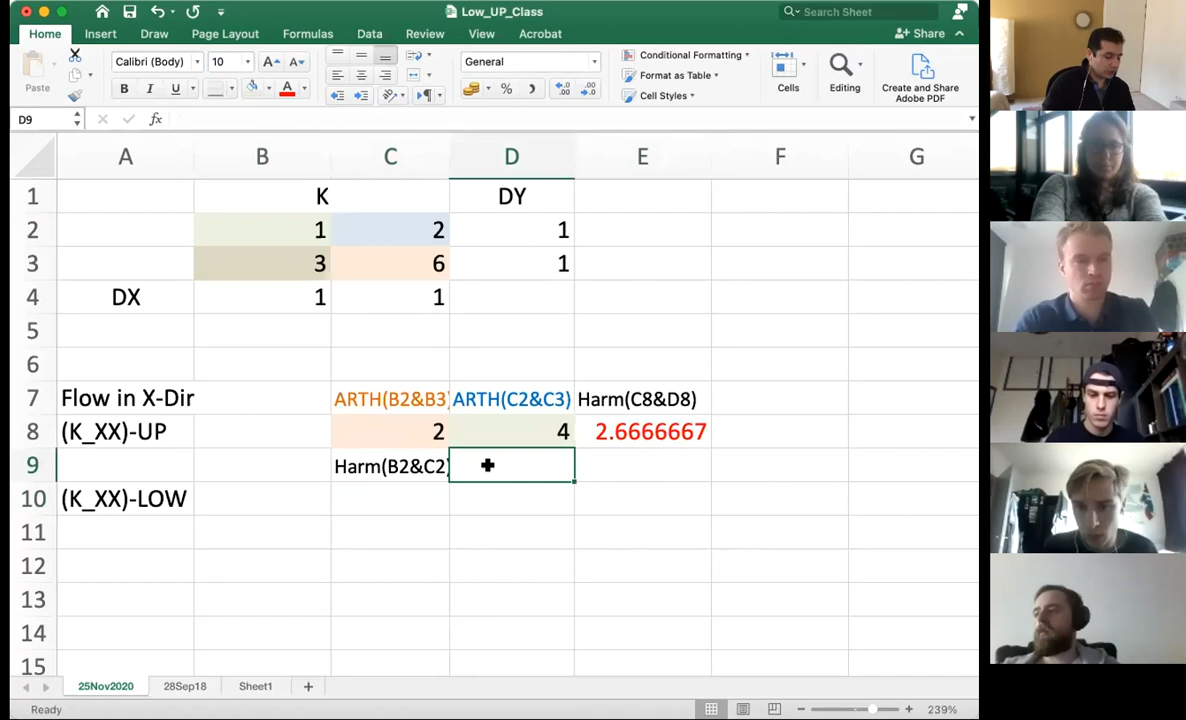 Low_UP_Class
Search Sheet
Home Insert Draw Page Layout Formulas Data Review View Acrobat
Share
Paste
Calibri (Body) 10
General
Conditional Formatting
Format as Table
Cell Styles
Cells
Editing
Create and Share
Adobe PDF
D9 fx
A B C D E F G
1 K DY
2 1 2 1
3 3 6 1
4 DX 1 1
5
6
7 Flow in X-Dir ARTH(B2&B3) ARTH(C2&C3) Harm(C8&D8)
8 (K_XX)-UP 2 4 2.6666667
9 Harm(B2&C2)
10 (K_XX)-LOW
11
12
13
14
15
25Nov2020 28Sep18 Sheet1
Ready 239%